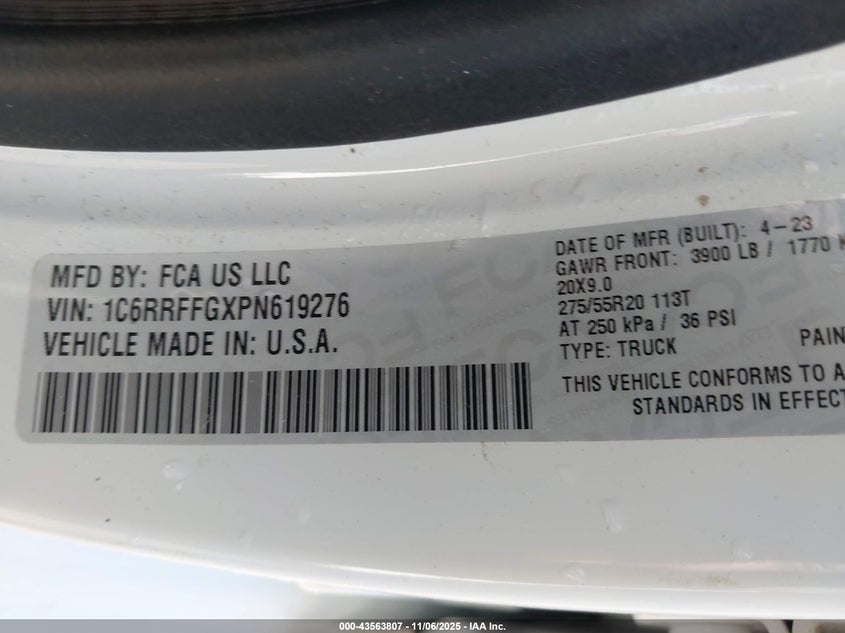 MFD BY: FCA US LLC
VIN: 1C6RRFFGXPN619276
VEHICLE MADE IN: U.S.A.
DATE OF MFR (BUILT): 4-23
GAWR FRONT: 3900 LB / 1770 K
20X9.0
275/55R20 113T
AT 250 kPa / 36 PSI
TYPE: TRUCK PAIN
THIS VEHICLE CONFORMS TO A
STANDARDS IN EFFECT
000-43563807 - 11/06/2025 - IAA Inc.